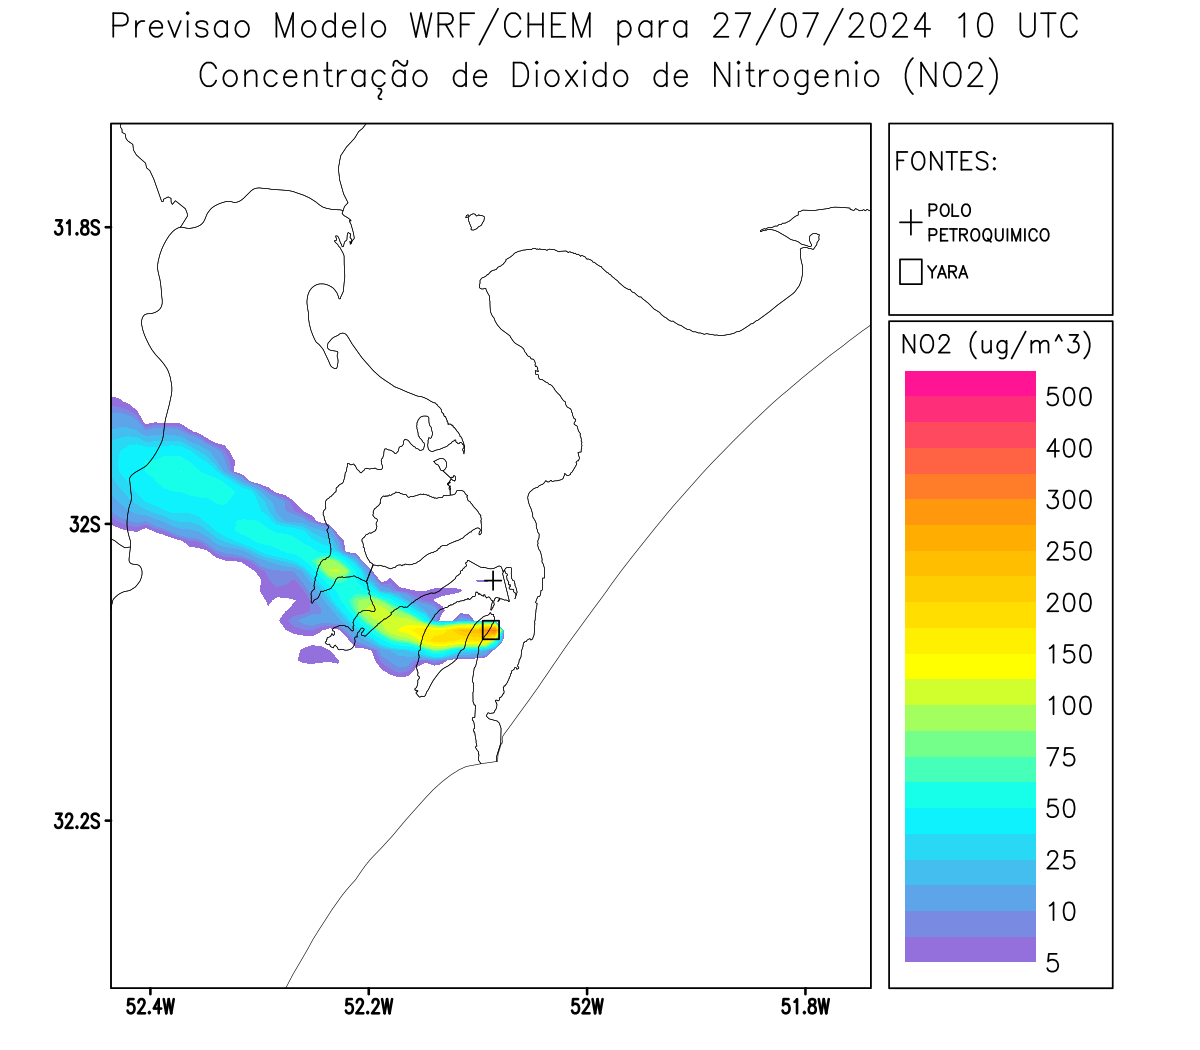 Previsao Modelo WRF/CHEM para 27/07/2024 10 UTC
Concentração de Dioxido de Nitrogenio (NO2)
FONTES:
POLO
PETROQUIMICO
YARA
NO2 (ug/m^3)
500
400
300
250
200
150
100
75
50
25
10
5
31.8S
32S
32.2S
52.4W
52.2W
52W
51.8W